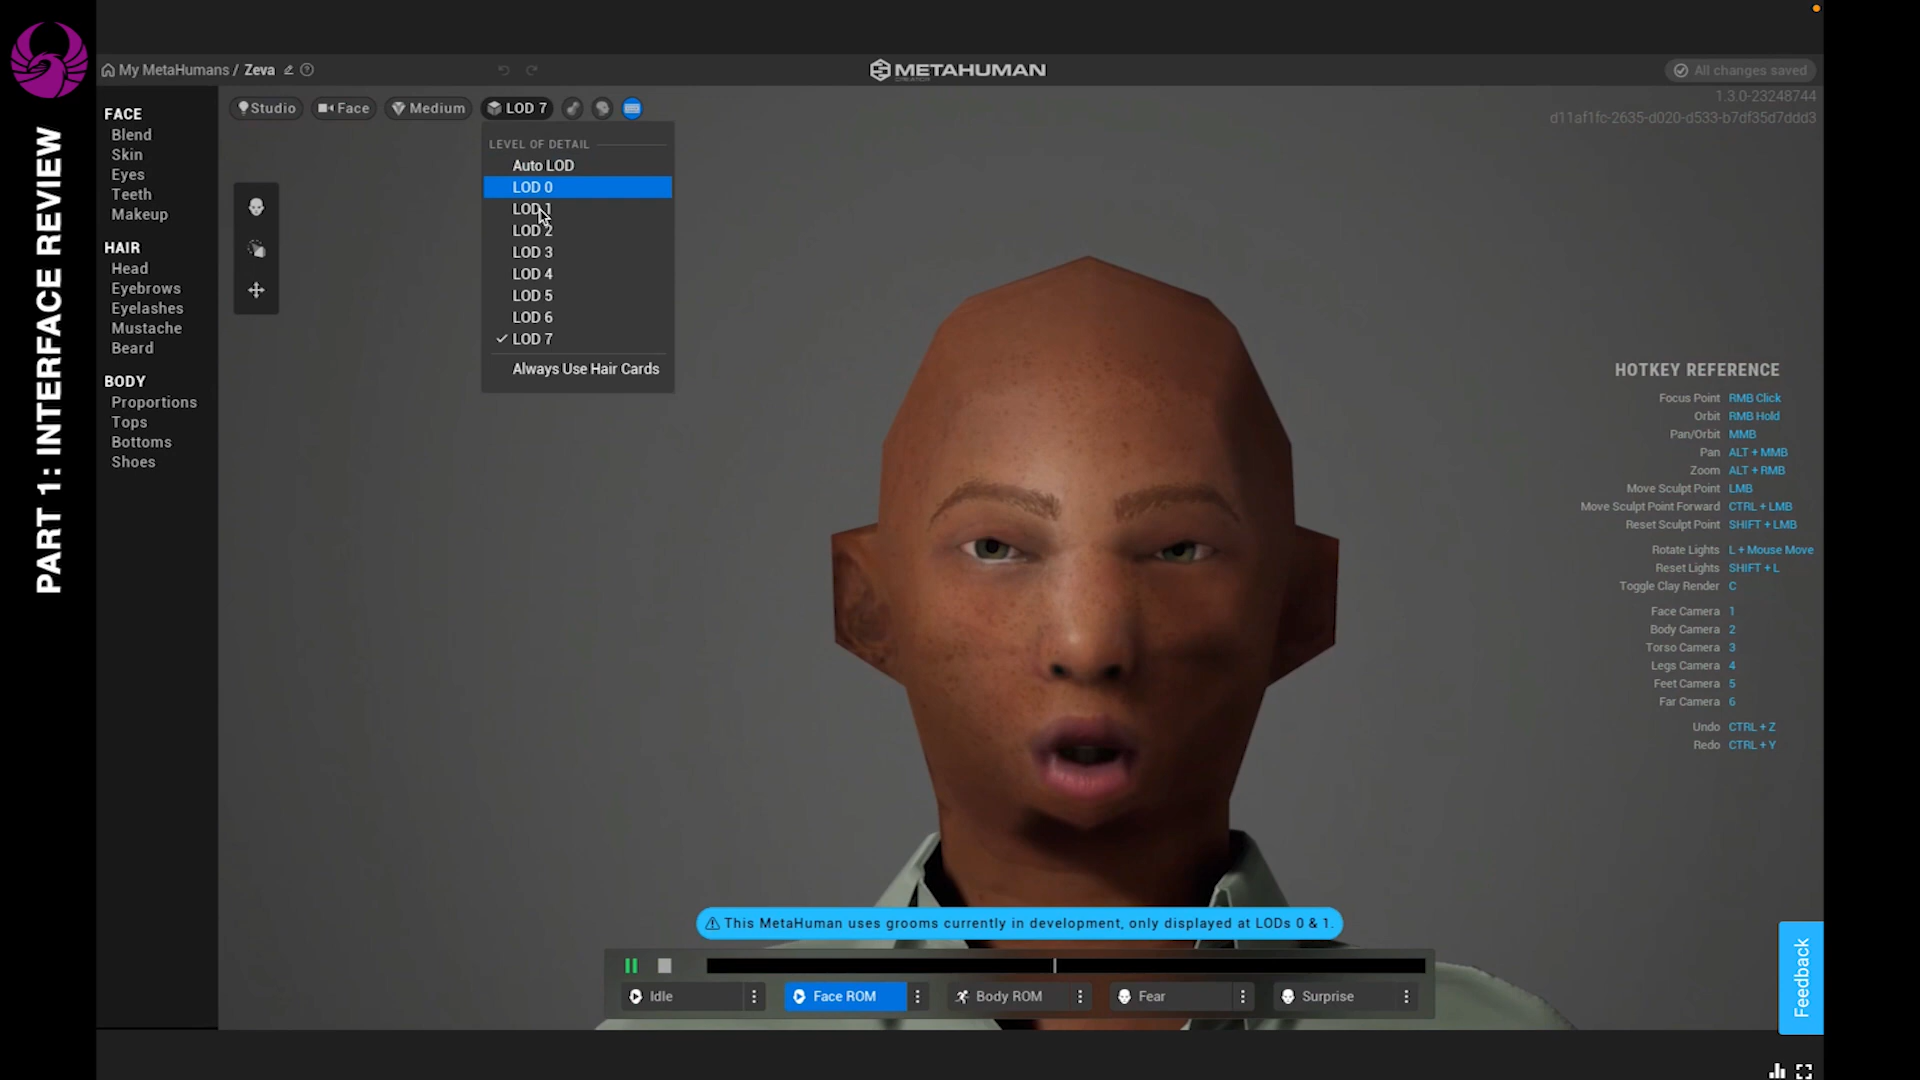 PART 1: INTERFACE REVIEW
My MetaHumans / Zeva
METAHUMAN
CREATOR
All changes saved
1.3.0-23248744
d11af1fc-2635-d020-d533-b7df35d7ddd3
Studio
Face
Medium
LOD 7
FACE
Blend
Skin
Eyes
Teeth
Makeup
HAIR
Head
Eyebrows
Eyelashes
Mustache
Beard
BODY
Proportions
Tops
Bottoms
Shoes
LEVEL OF DETAIL
Auto LOD
LOD 0
LOD 1
LOD 2
LOD 3
LOD 4
LOD 5
LOD 6
LOD 7
Always Use Hair Cards
HOTKEY REFERENCE
Focus Point RMB Click
Orbit RMB Hold
Pan/Orbit MMB
Pan ALT + MMB
Zoom ALT + RMB
Move Sculpt Point LMB
Move Sculpt Point Forward CTRL + LMB
Reset Sculpt Point SHIFT + LMB
Rotate Lights L + Mouse Move
Reset Lights SHIFT + L
Toggle Clay Render C
Face Camera 1
Body Camera 2
Torso Camera 3
Legs Camera 4
Feet Camera 5
Far Camera 6
Undo CTRL + Z
Redo CTRL + Y
This MetaHuman uses grooms currently in development, only displayed at LODs 0 & 1.
Idle
Face ROM
Body ROM
Fear
Surprise
Feedback